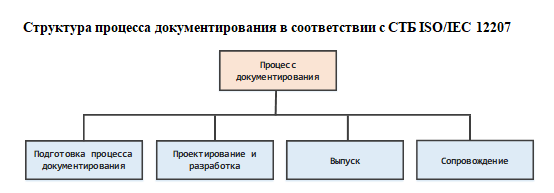 Структура процесса документирования в соответствии с СТБ ISO/IEC 12207
Процесс
документирования
Подготовка процесса
документирования
Проектирование и
разработка
Выпуск
Сопровождение